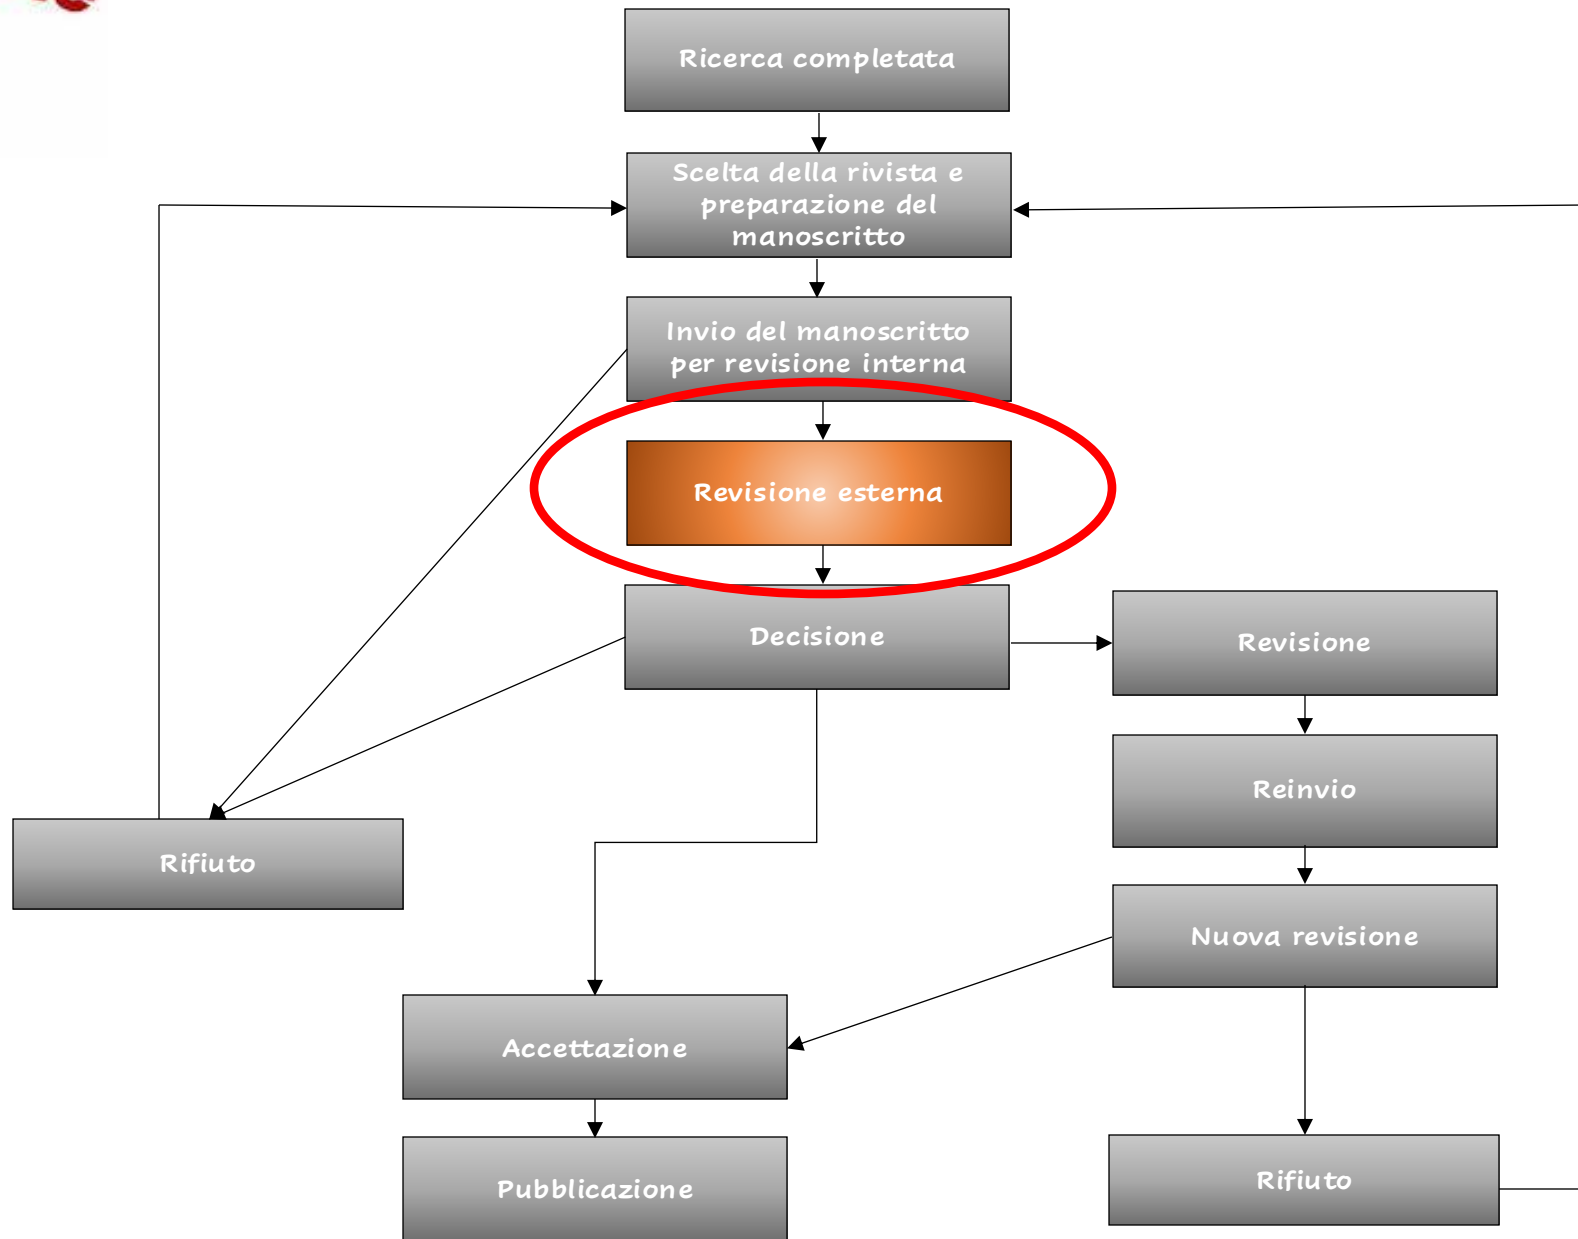 Ricerca completata
Scelta della rivista e
preparazione del
manoscritto
Invio del manoscritto
per revisione interna
Revisione esterna
Decisione
Revisione
Reinvio
Rifiuto
Nuova revisione
Accettazione
Rifiuto
Pubblicazione